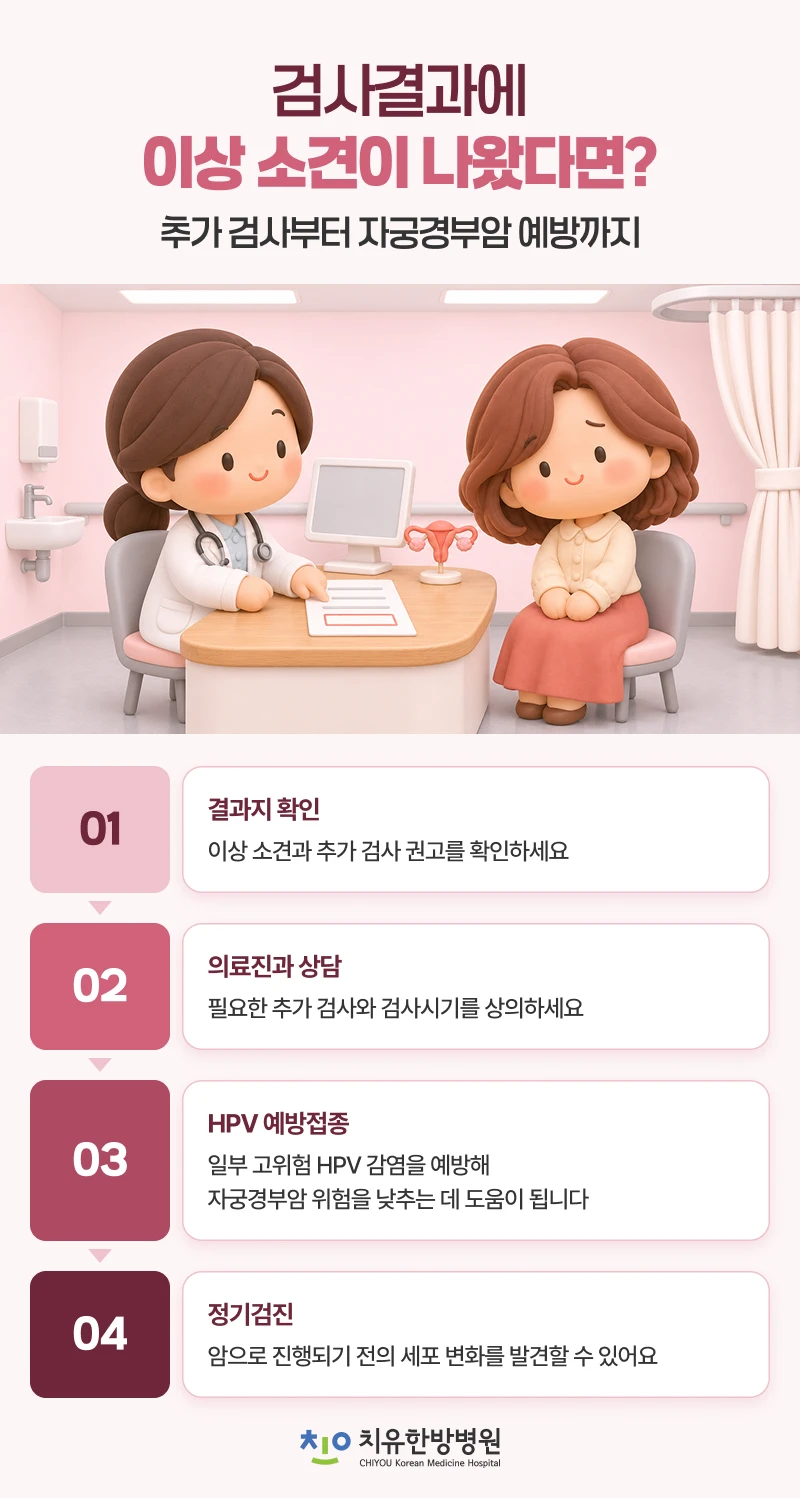 검사결과에
이상 소견이 나왔다면?
추가 검사부터 자궁경부암 예방까지
01
결과지 확인
이상 소견과 추가 검사 권고를 확인하세요
02
의료진과 상담
필요한 추가 검사와 검사시기를 상의하세요
03
HPV 예방접종
일부 고위험 HPV 감염을 예방해
자궁경부암 위험을 낮추는 데 도움이 됩니다
04
정기검진
암으로 진행되기 전의 세포 변화를 발견할 수 있어요
치유한방병원
CHIYOU Korean Medicine Hospital